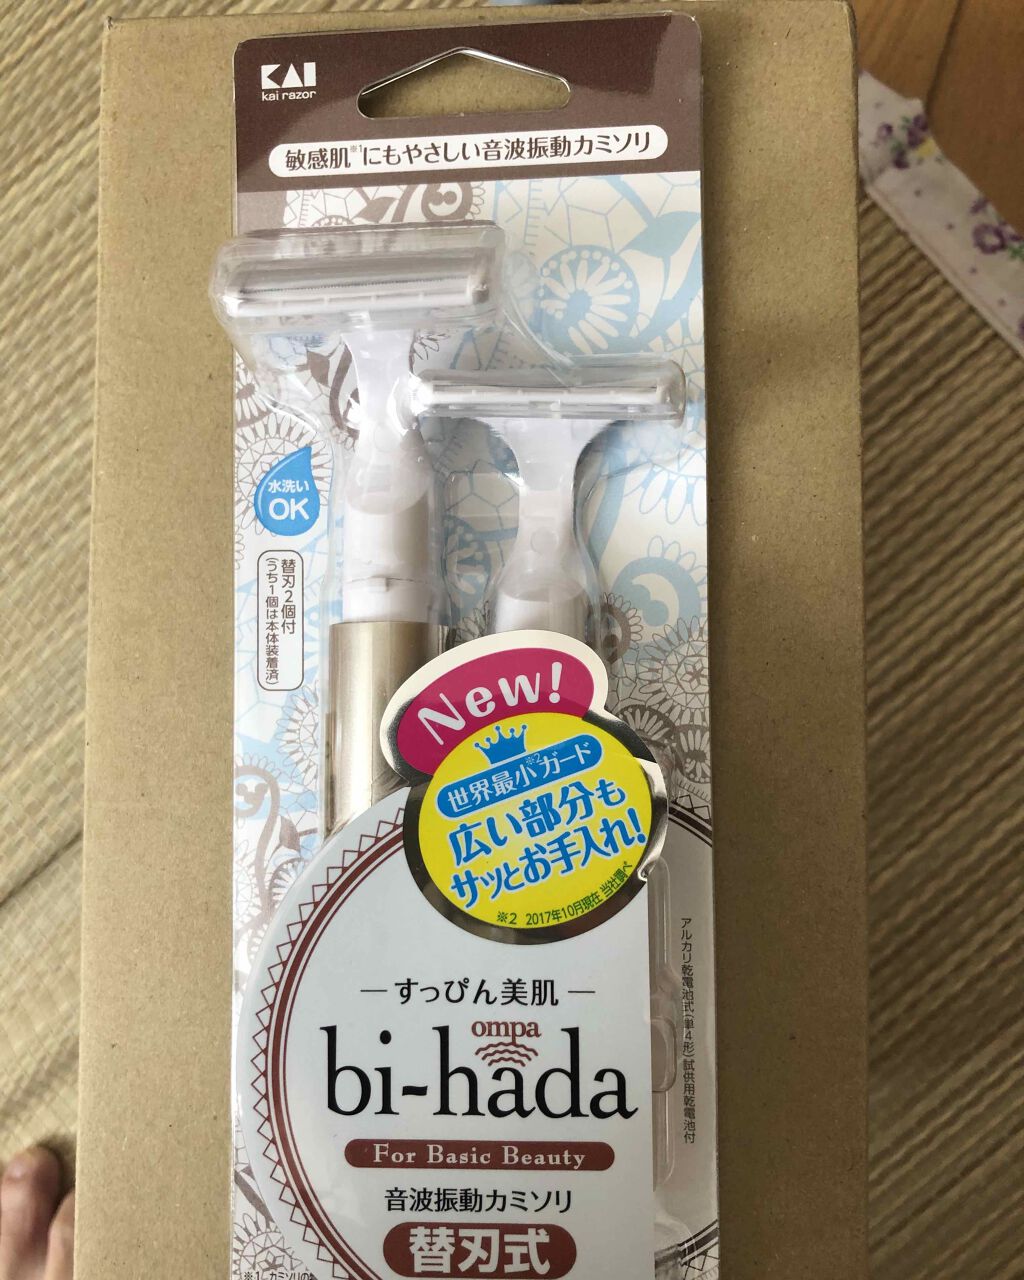 KAI
kai razor
敏感肌※1にもやさしい音波振動カミソリ
水洗い
OK
替刃2個付
(うち1個は本体装着済)
New!
世界最小※2ガード
広い部分も
サッとお手入れ!
※2 2017年10月現在 当社調べ
アルカリ乾電池式(単4形)試供用乾電池付
すっぴん美肌
ompa
bi-hada
For Basic Beauty
音波振動カミソリ
替刃式
※1 カミソリの